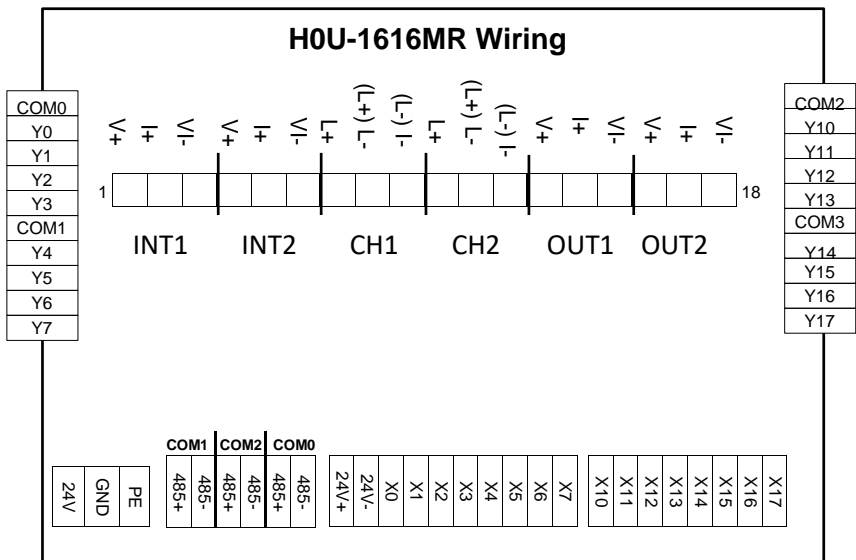 H0U-1616MR Wiring
COM0
Y0
Y1
Y2
Y3
COM1
Y4
Y5
Y6
Y7
V+ I+ VI- V+ I+ VI- L+ (L+) L- (L-) I- L+ (L+) L- (L-) I- V+ I+ VI- V+ I+ VI-
1 18
INT1 INT2 CH1 CH2 OUT1 OUT2
COM2
Y10
Y11
Y12
Y13
COM3
Y14
Y15
Y16
Y17
24V GND PE
COM1 COM2 COM0
485+ 485- 485+ 485- 485+ 485-
24V+ 24V- X0 X1 X2 X3 X4 X5 X6 X7
X10 X11 X12 X13 X14 X15 X16 X17